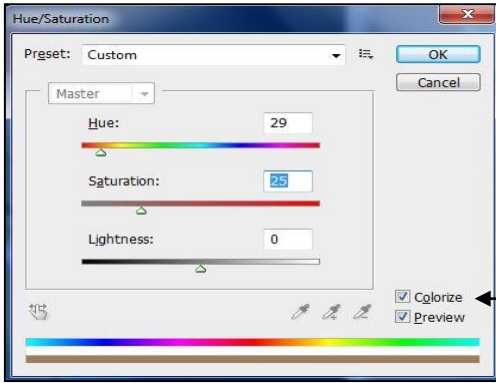 Hue/Saturation
Preset: Custom
OK
Cancel
Master
Hue: 29
Saturation: 25
Lightness: 0
Colorize
Preview